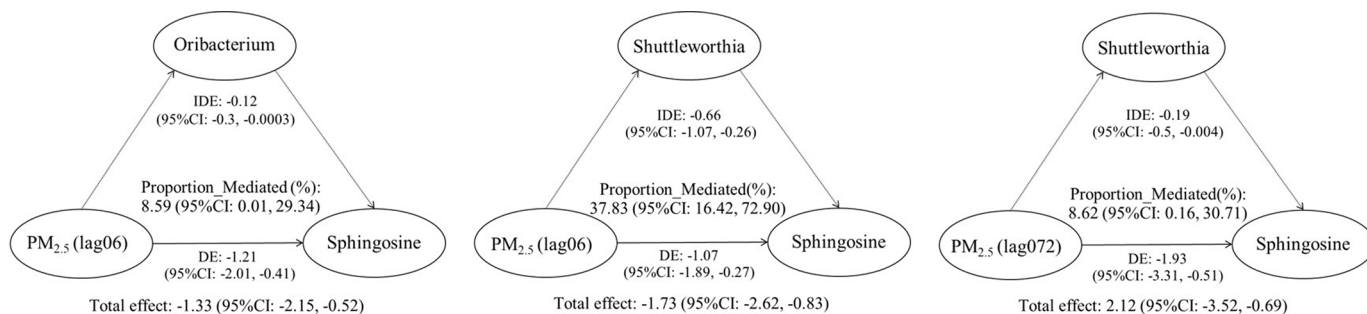 Oribacterium
IDE: -0.12
(95%CI: -0.3, -0.0003)
Proportion_Mediated (%):
8.59 (95%CI: 0.01, 29.34)
PM2.5 (lag06)
Sphingosine
DE: -1.21
(95%CI: -2.01, -0.41)
Total effect: -1.33 (95%CI: -2.15, -0.52)
Shuttleworthia
IDE: -0.66
(95%CI: -1.07, -0.26)
Proportion_Mediated(%):
37.83 (95%CI: 16.42, 72.90)
PM2.5 (lag06)
Sphingosine
DE: -1.07
(95%CI: -1.89, -0.27)
Total effect: -1.73 (95%CI: -2.62, -0.83)
Shuttleworthia
IDE: -0.19
(95%CI: -0.5, -0.004)
Proportion_Mediated(%):
8.62 (95%CI: 0.16, 30.71)
PM2.5 (lag072)
Sphingosine
DE: -1.93
(95%CI: -3.31, -0.51)
Total effect: 2.12 (95%CI: -3.52, -0.69)